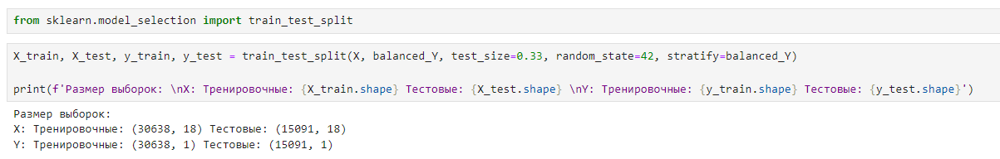 from sklearn.model_selection import train_test_split
X_train, X_test, y_train, y_test = train_test_split(X, balanced_Y, test_size=0.33, random_state=42, stratify=balanced_Y)
print(f'Размер выборок: \nX: Тренировочные: {X_train.shape} Тестовые: {X_test.shape} \nY: Тренировочные: {y_train.shape} Тестовые: {y_test.shape}')
Размер выборок:
X: Тренировочные: (30638, 18) Тестовые: (15091, 18)
Y: Тренировочные: (30638, 1) Тестовые: (15091, 1)